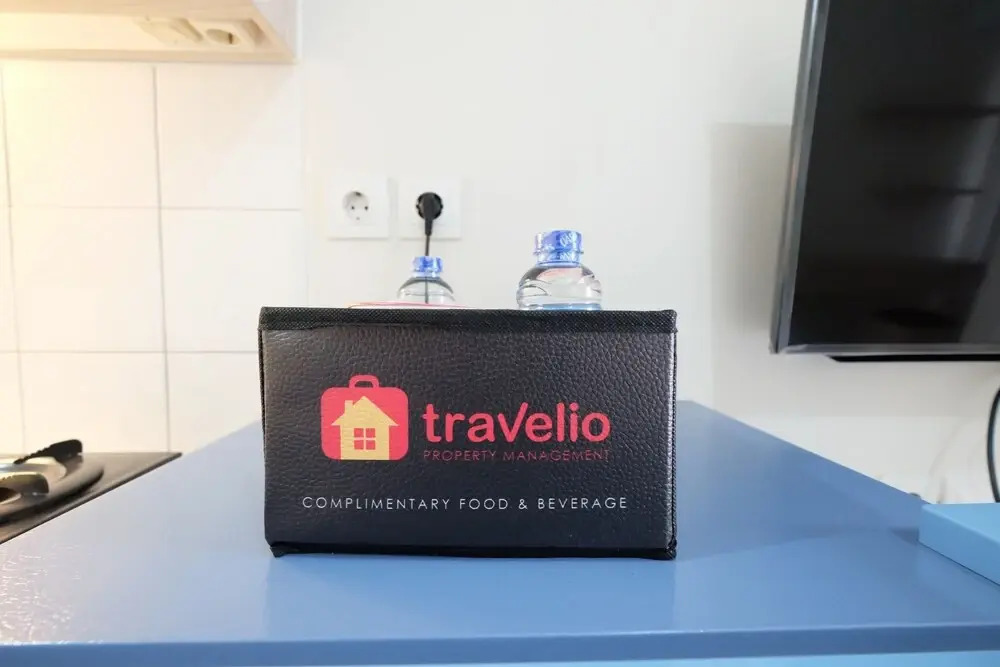 travelio
PROPERTY MANAGEMENT
COMPLIMENTARY FOOD & BEVERAGE